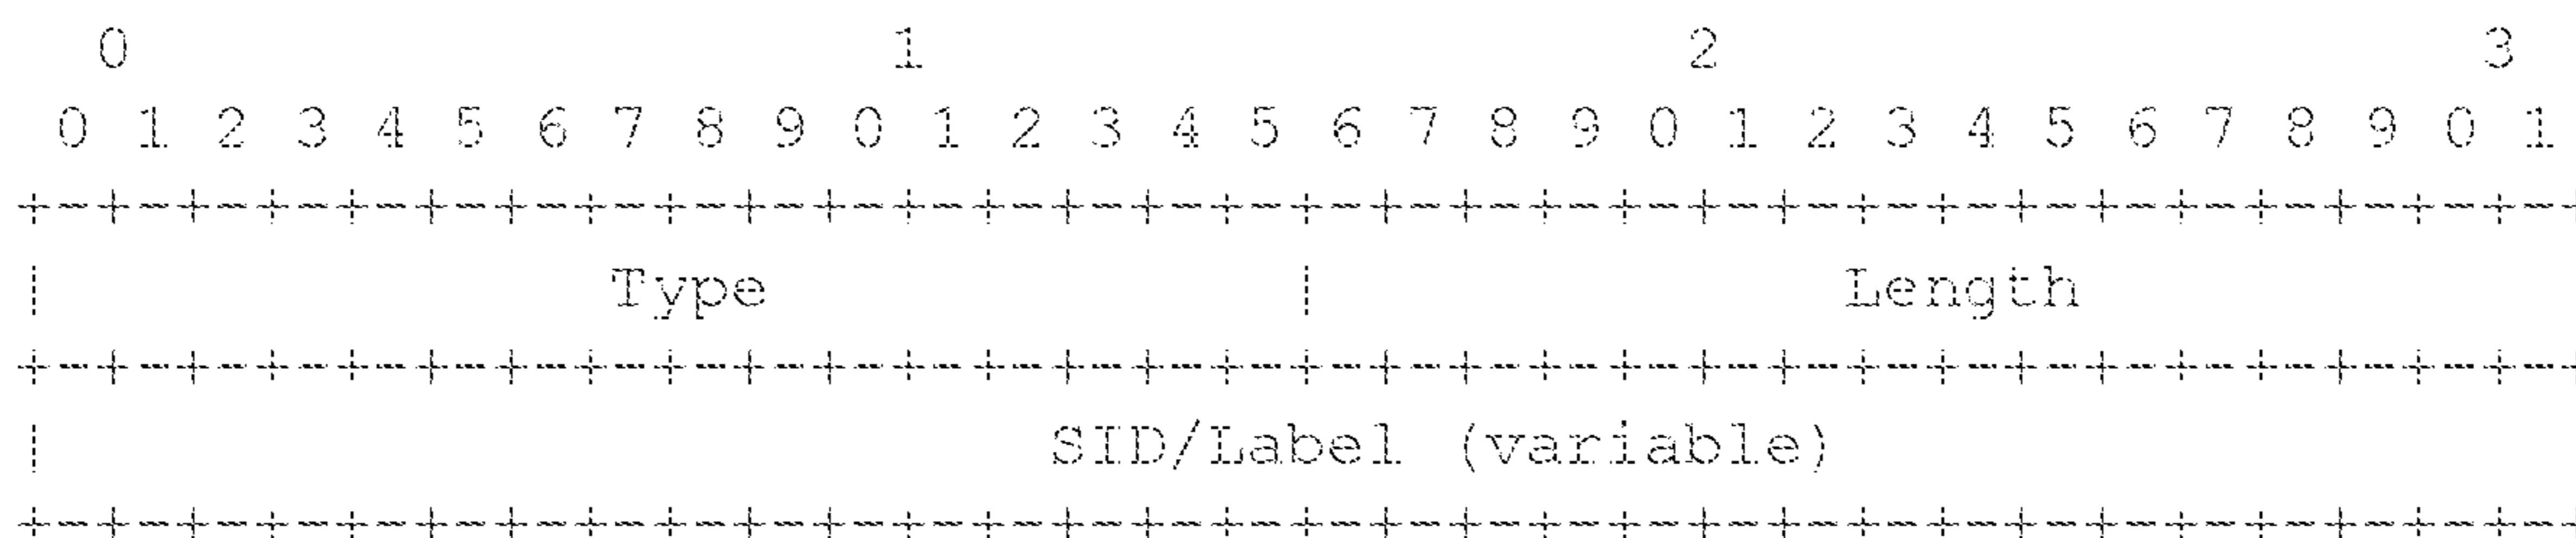 0                   1                   2                   3
 0 1 2 3 4 5 6 7 8 9 0 1 2 3 4 5 6 7 8 9 0 1 2 3 4 5 6 7 8 9 0 1
+-+-+-+-+-+-+-+-+-+-+-+-+-+-+-+-+-+-+-+-+-+-+-+-+-+-+-+-+-+-+-+-+
|              Type             |             Length
+-+-+-+-+-+-+-+-+-+-+-+-+-+-+-+-+-+-+-+-+-+-+-+-+-+-+-+-+-+-+-+-+
|                         SID/Label (variable)
+-+-+-+-+-+-+-+-+-+-+-+-+-+-+-+-+-+-+-+-+-+-+-+-+-+-+-+-+-+-+-+-+